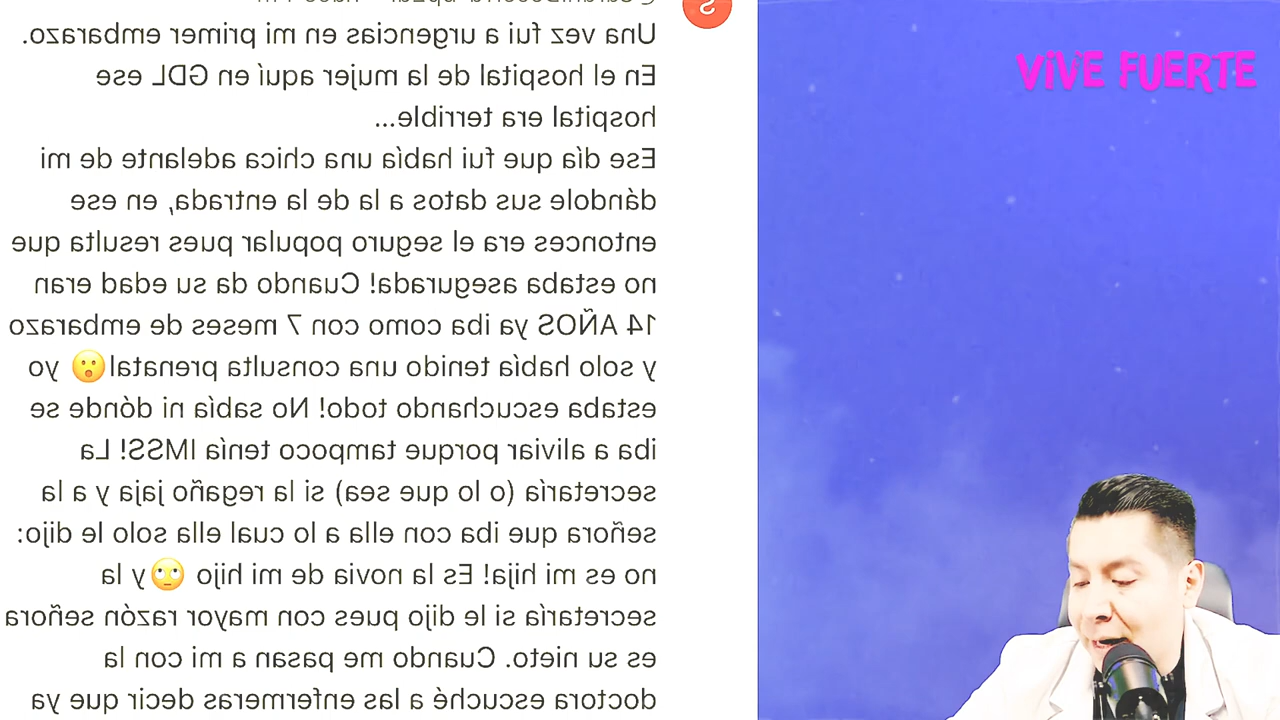 Una vez fui a urgencias en mi primer embarazo.
En el hospital de la mujer aquí en GDL ese
hospital era terrible...
Ese día que fui había una chica adelante de mi
dándole sus datos a la de la entrada, en ese
entonces era el seguro popular pues resulta que
no estaba asegurada! Cuando da su edad eran
14 AÑOS ya iba como con 7 meses de embarazo
y solo había tenido una consulta prenatal😮 yo
estaba escuchando todo! No sabía ni dónde se
iba a aliviar porque tampoco tenía IMSS! La
secretaría (o lo que sea) si la regaño jaja y a la
señora que iba con ella a lo cual ella solo le dijo:
no es mi hija! Es la novia de mi hijo 🙄y la
secretaría si le dijo pues con mayor razón señora
es su nieto. Cuando me pasan a mi con la
doctora escuché a las enfermeras decir que ya
S
VIVE FUERTE